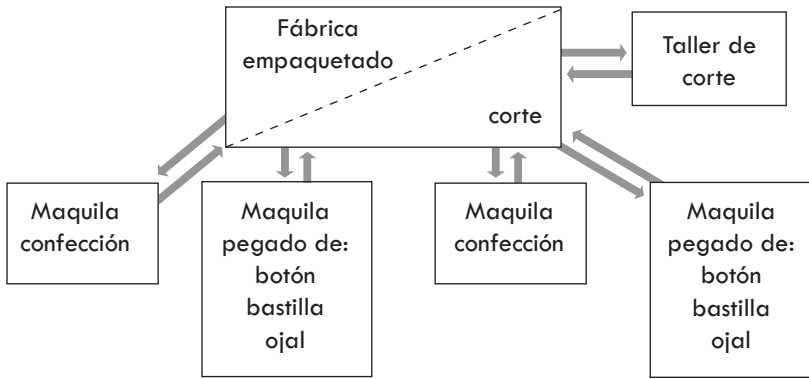 Fábrica
empaquetado
corte
Taller de
corte
Maquila
confección
Maquila
pegado de:
botón
bastilla
ojal
Maquila
confección
Maquila
pegado de:
botón
bastilla
ojal